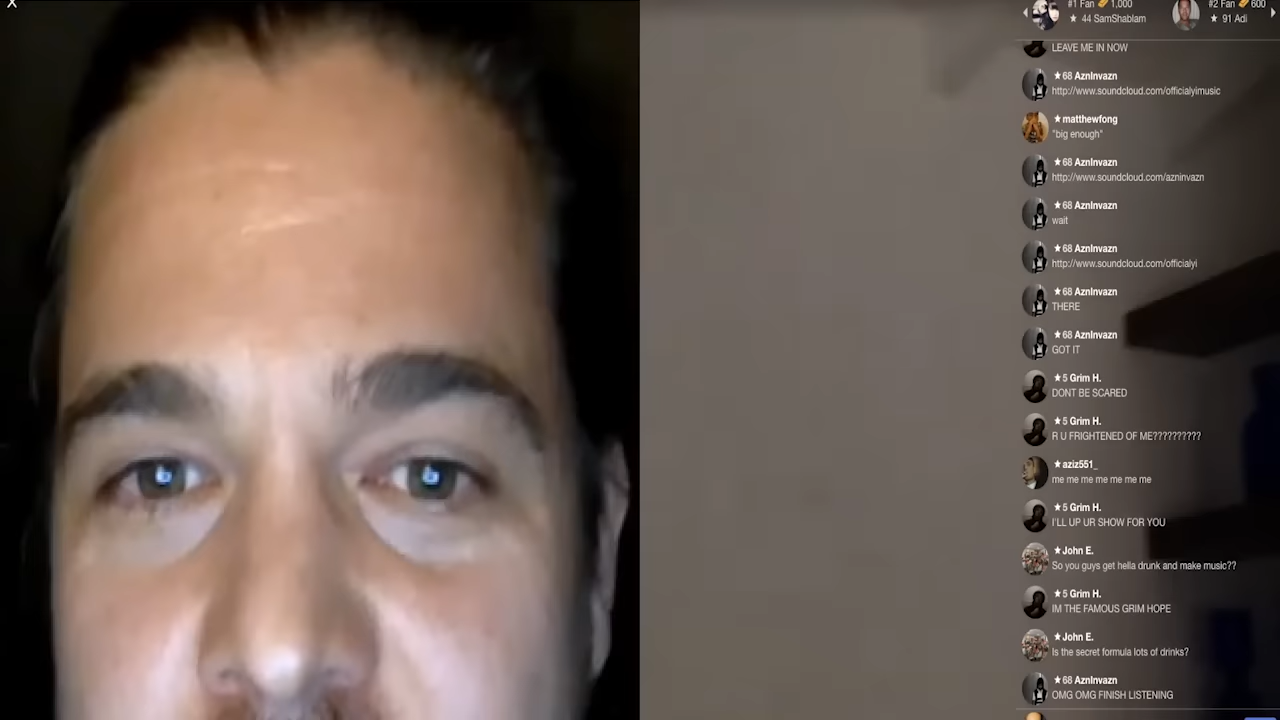 X
#1 Fan 1,000
★ 44 SamShablam
#2 Fan 600
★ 91 Adi
LEAVE ME IN NOW
★68 AznInvazn
http://www.soundcloud.com/officialyimusic
★matthewfong
"big enough"
★68 AznInvazn
http://www.soundcloud.com/azninvazn
★68 AznInvazn
wait
★68 AznInvazn
http://www.soundcloud.com/officialyi
★68 AznInvazn
THERE
★68 AznInvazn
GOT IT
★5 Grim H.
DONT BE SCARED
★5 Grim H.
R U FRIGHTENED OF ME??????????
★aziz551_
me me me me me me me
★5 Grim H.
I'LL UP UR SHOW FOR YOU
★John E.
So you guys get hella drunk and make music??
★5 Grim H.
IM THE FAMOUS GRIM HOPE
★John E.
Is the secret formula lots of drinks?
★68 AznInvazn
OMG OMG FINISH LISTENING